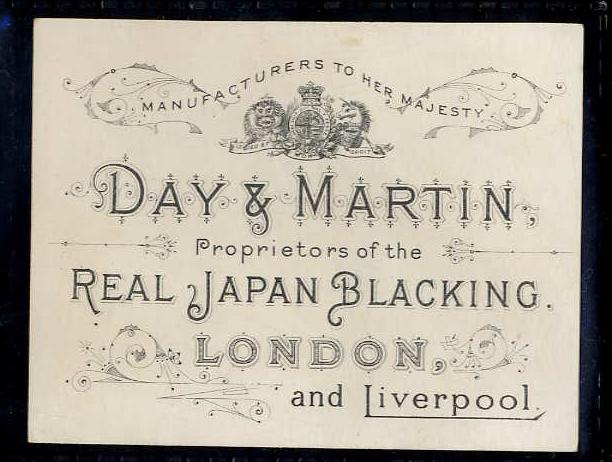 MANUFACTURERS TO HER MAJESTY
DAY & MARTIN,
Proprietors of the
REAL JAPAN BLACKING.
LONDON,
and Liverpool.